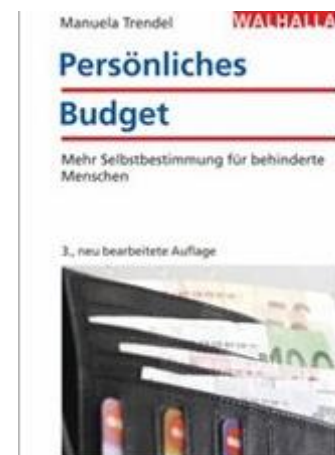 Manuela Trendel
WALHALLA
Persönliches
Budget
Mehr Selbstbestimmung für behinderte
Menschen
3., neu bearbeitete Auflage